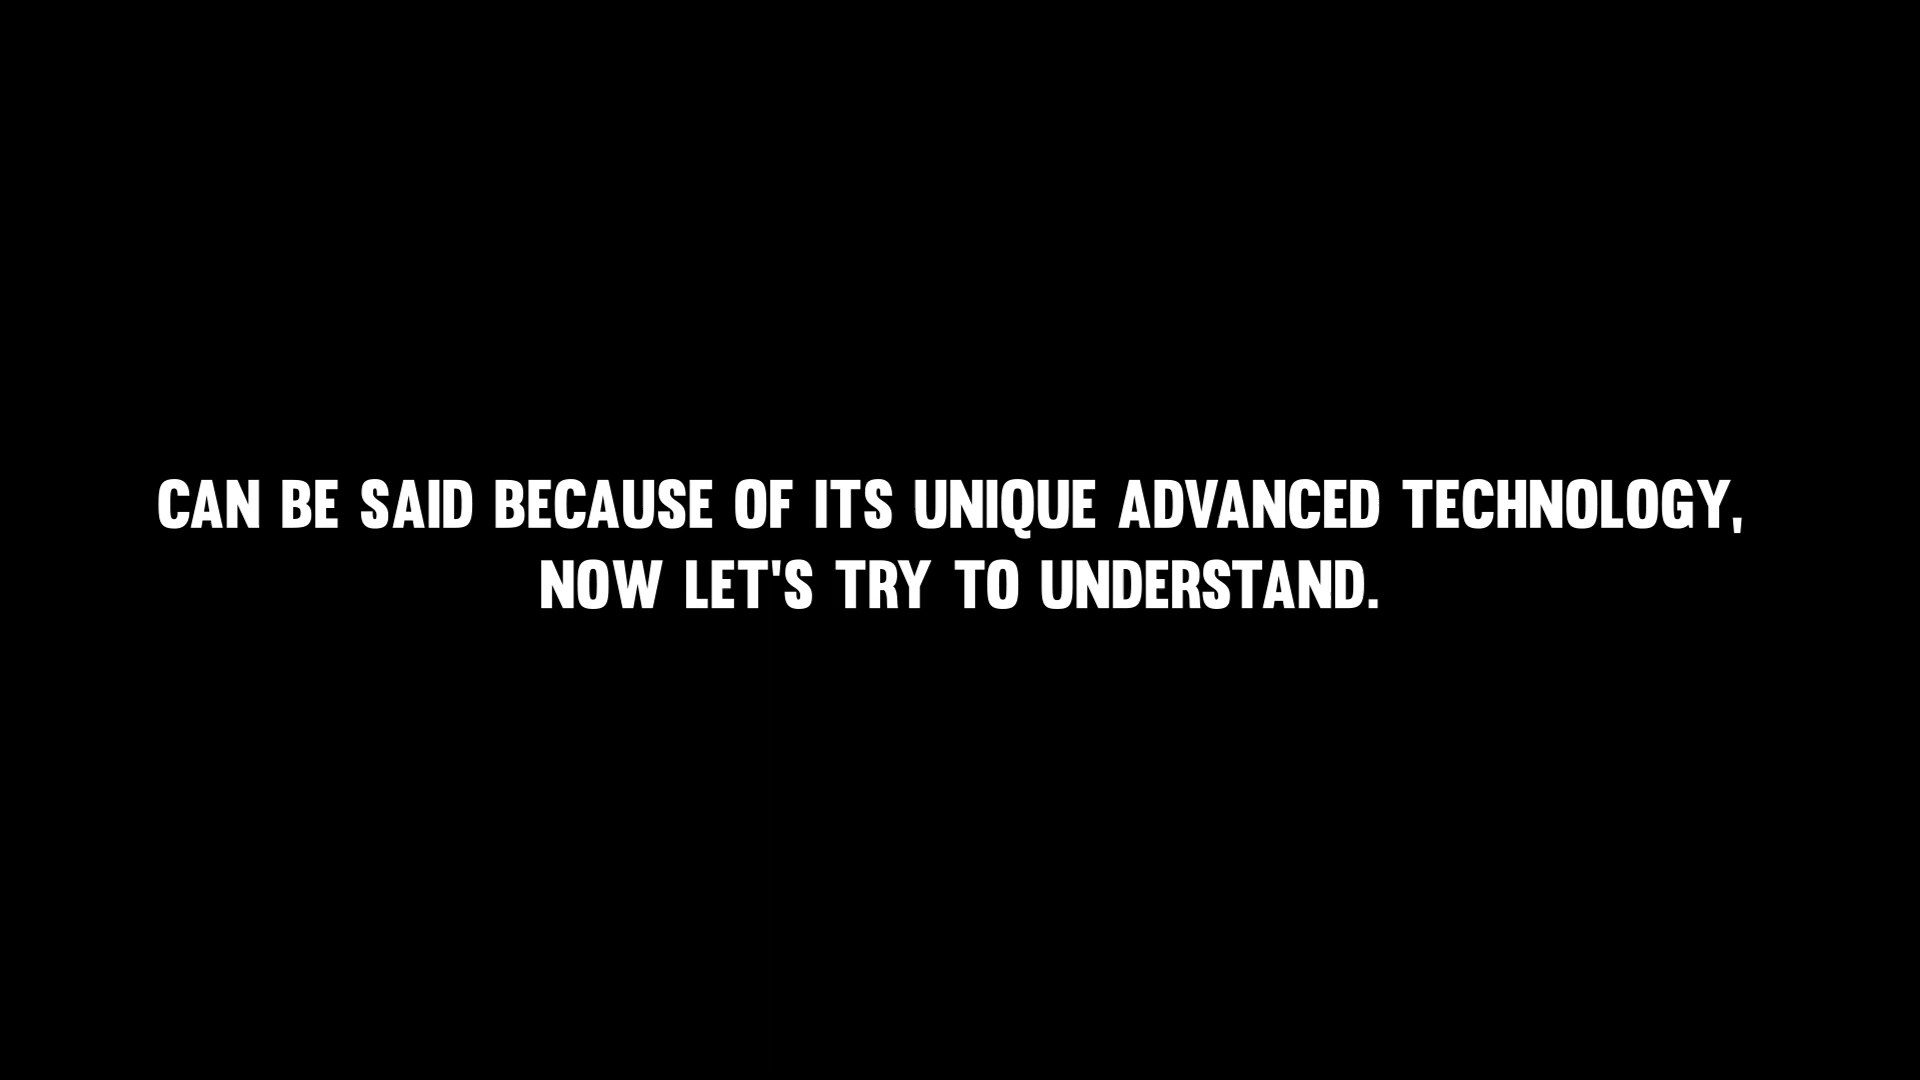 CAN BE SAID BECAUSE OF ITS UNIQUE ADVANCED TECHNOLOGY,
NOW LET'S TRY TO UNDERSTAND.